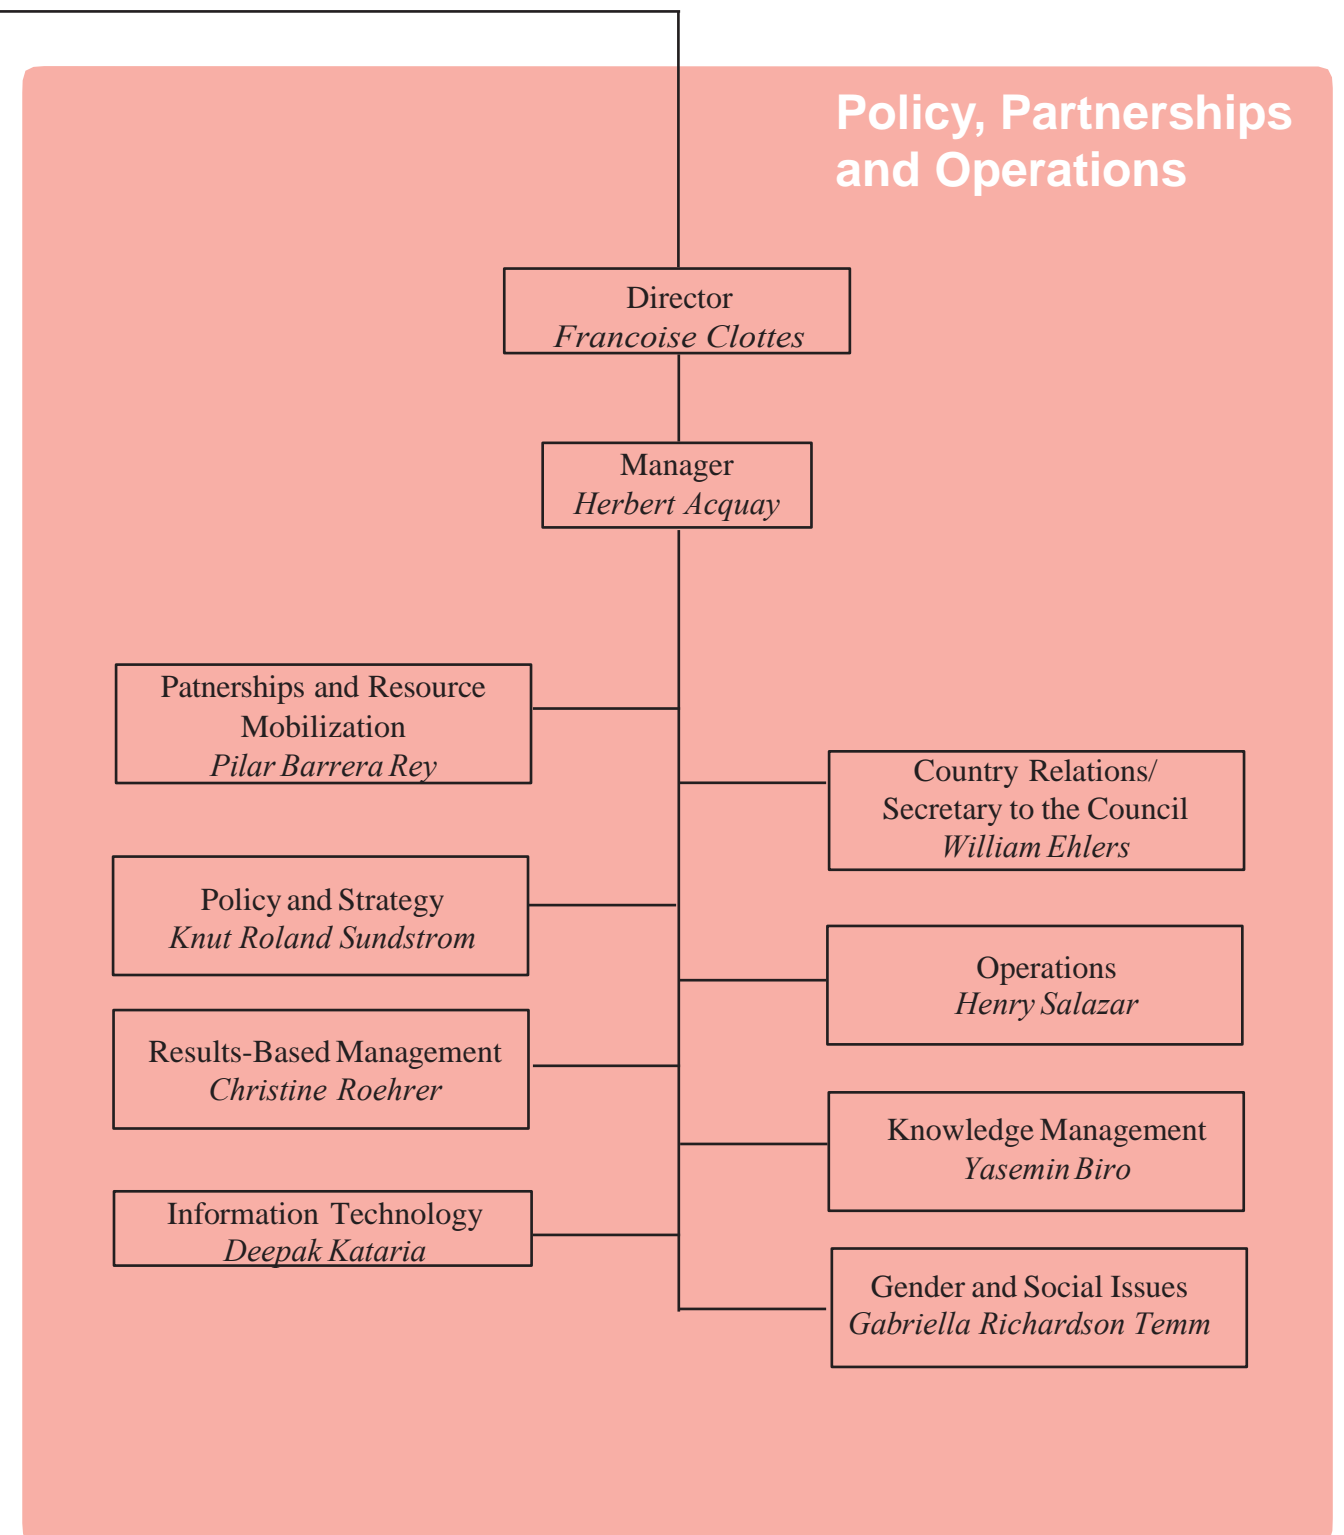 Policy, Partnerships
and Operations
Director
Francoise Clottes
Manager
Herbert Acquay
Patnerships and Resource
Mobilization
Pilar Barrera Rey
Country Relations/
Secretary to the Council
William Ehlers
Policy and Strategy
Knut Roland Sundstrom
Operations
Henry Salazar
Results-Based Management
Christine Roehrer
Knowledge Management
Yasemin Biro
Information Technology
Deepak Kataria
Gender and Social Issues
Gabriella Richardson Temm